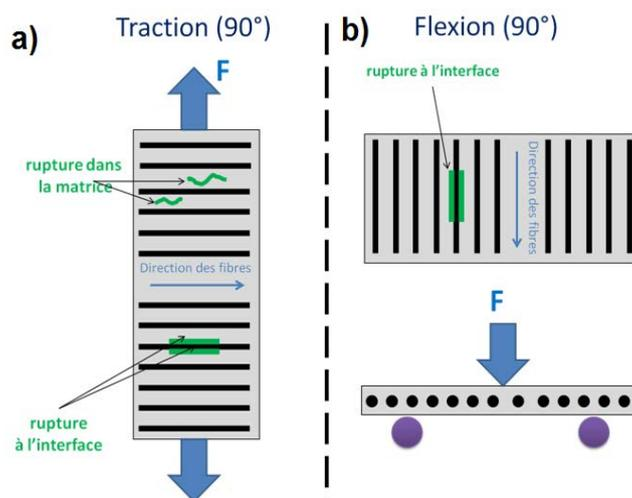 a)
Traction (90°)
F
rupture dans
la matrice
Direction des fibres
rupture
à l'interface
b)
Flexion (90°)
rupture à l'interface
Direction des
fibres
F